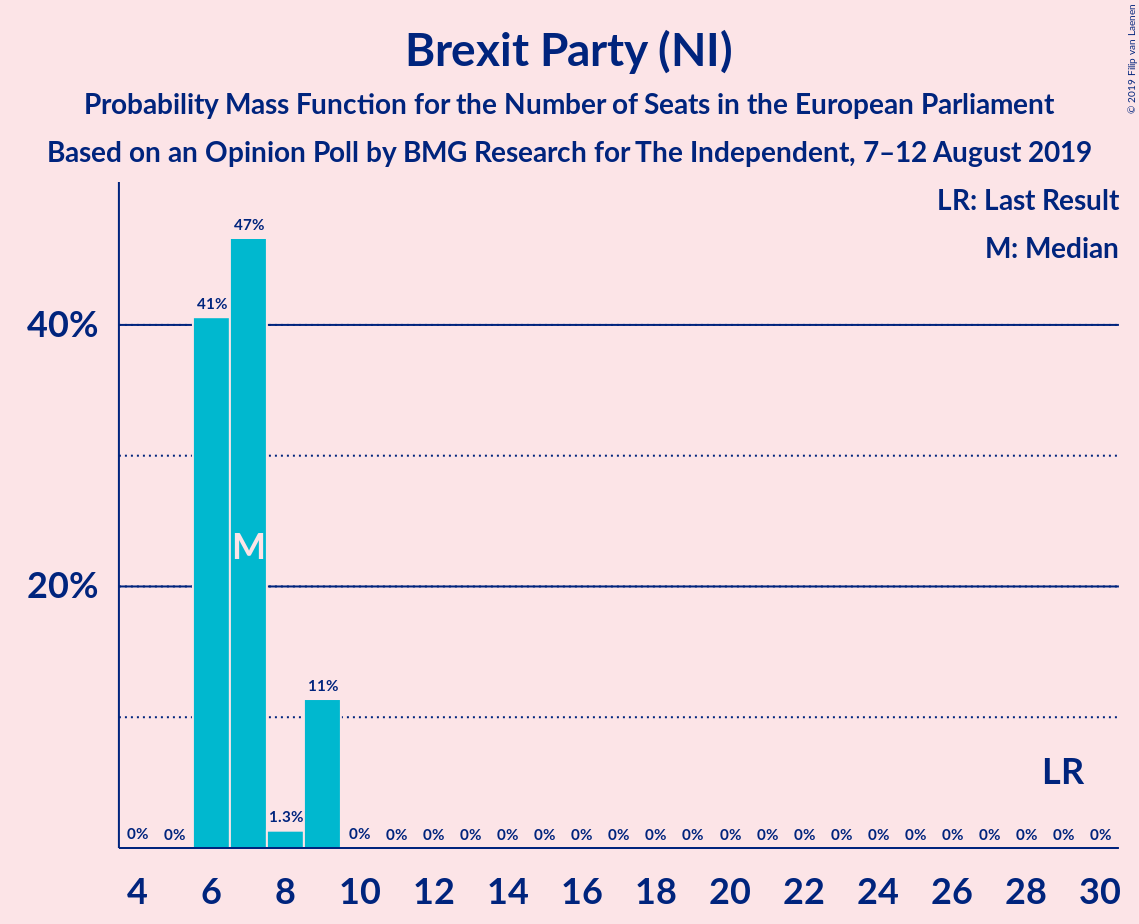 Brexit Party (NI)
Probability Mass Function for the Number of Seats in the European Parliament
Based on an Opinion Poll by BMG Research for The Independent, 7–12 August 2019
© 2019 Filip van Laenen
LR: Last Result
M: Median
47%
41%
40%
M
20%
11%
LR
1.3%
0% 0% 0% 0% 0% 0% 0% 0% 0% 0% 0% 0% 0% 0% 0% 0% 0% 0% 0% 0% 0% 0% 0%
4 6 8 10 12 14 16 18 20 22 24 26 28 30